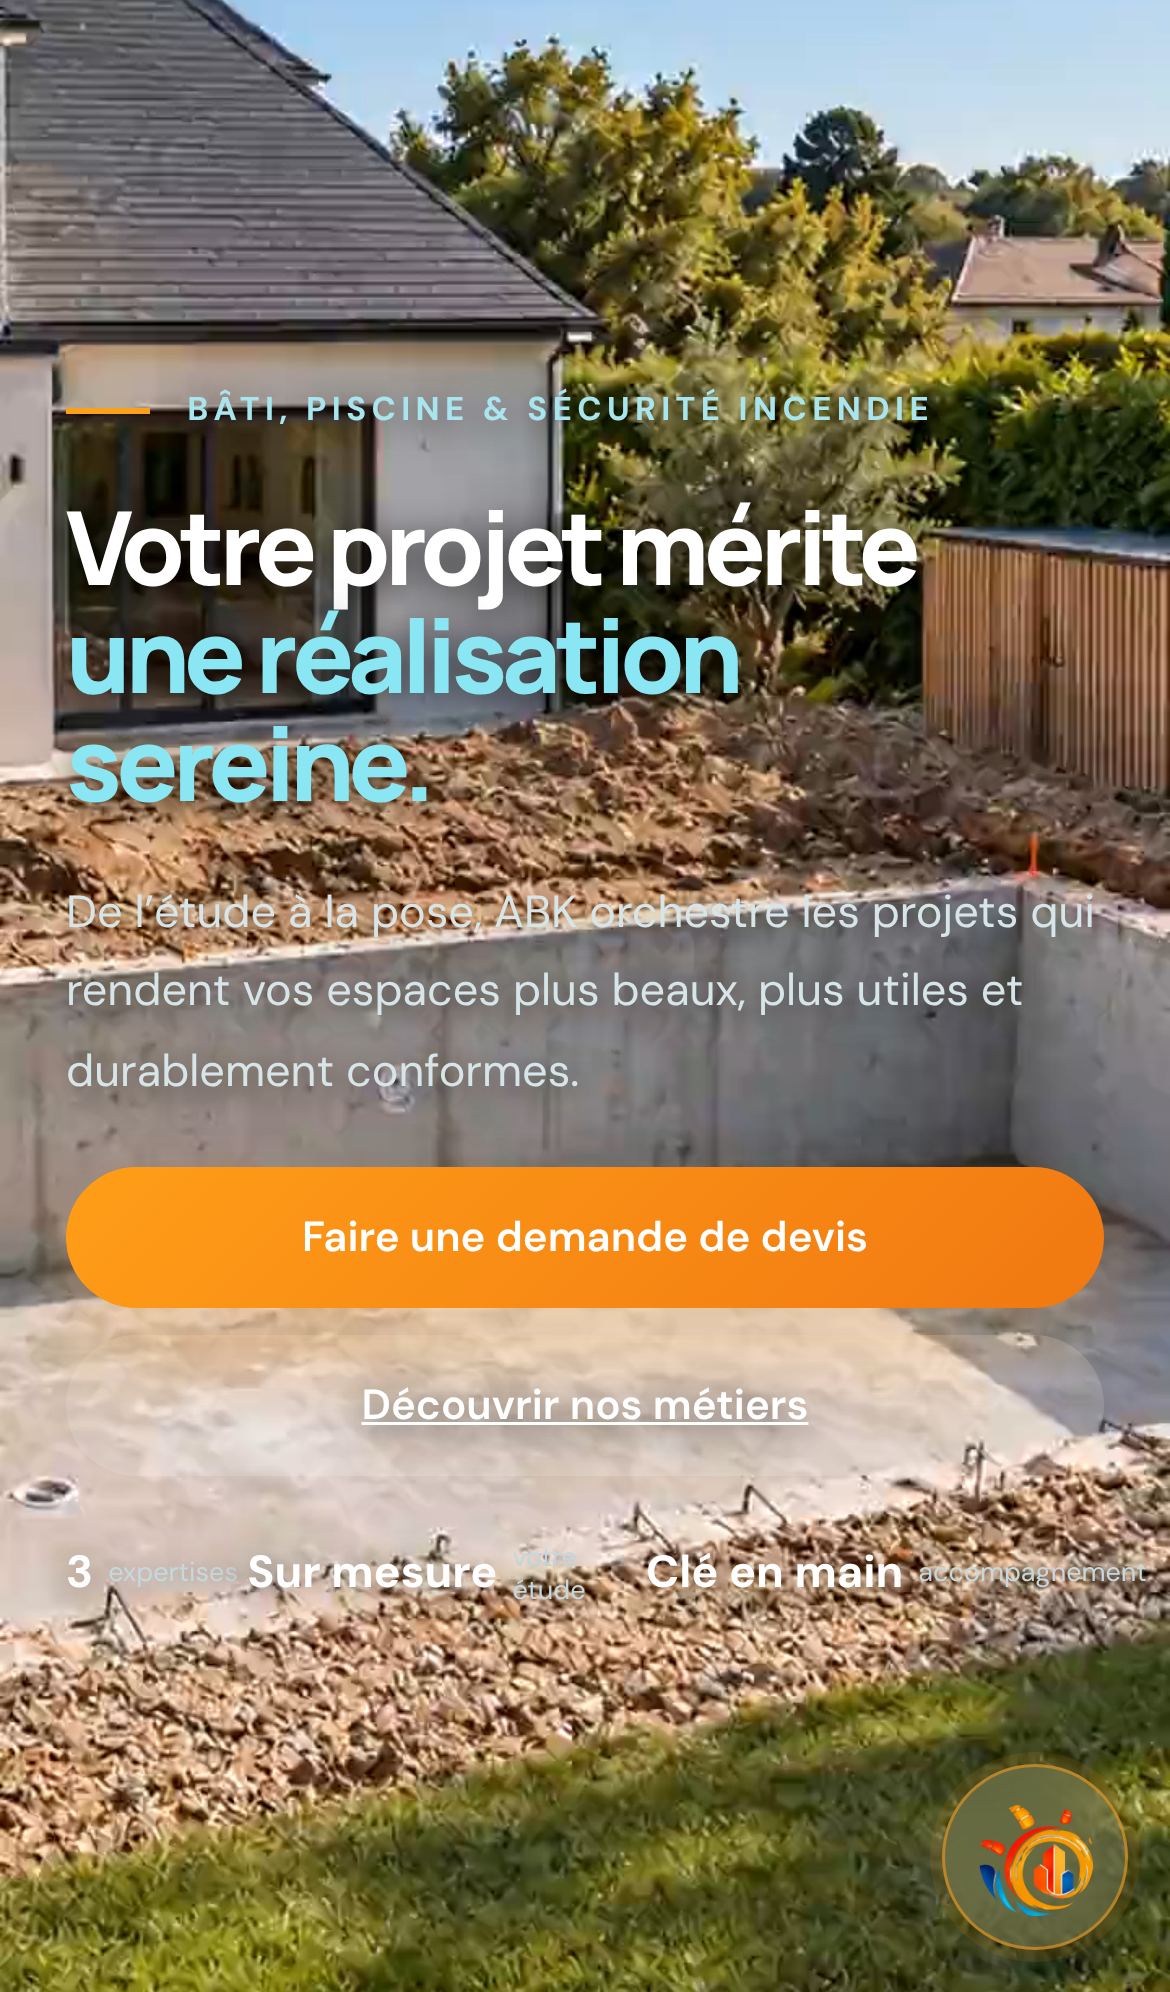 BÂTI, PISCINE & SÉCURITÉ INCENDIE
Votre projet mérite
une réalisation
sereine.
De l’étude à la pose, ABK orchestre les projets qui
rendent vos espaces plus beaux, plus utiles et
durablement conformes.
Faire une demande de devis
Découvrir nos métiers
3 expertises
Sur mesure votre étude
Clé en main accompagnement